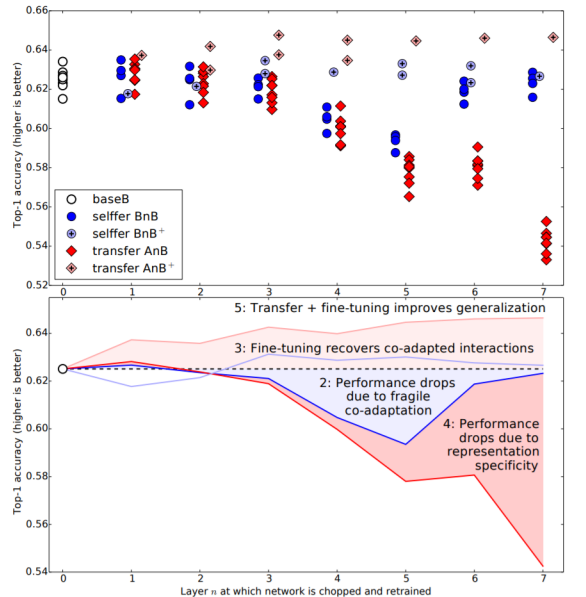 Top-1 accuracy (higher is better)
0.66
0.64
0.62
0.60
0.58
0.56
0.54
0.52
baseB
selffer BnB
selffer BnB+
transfer AnB
transfer AnB+
0 1 2 3 4 5 6 7
Top-1 accuracy (higher is better)
0.64
0.62
0.60
0.58
0.56
0.54
5: Transfer + fine-tuning improves generalization
3: Fine-tuning recovers co-adapted interactions
2: Performance drops
due to fragile
co-adaptation
4: Performance
drops due to
representation
specificity
0 1 2 3 4 5 6 7
Layer n at which network is chopped and retrained